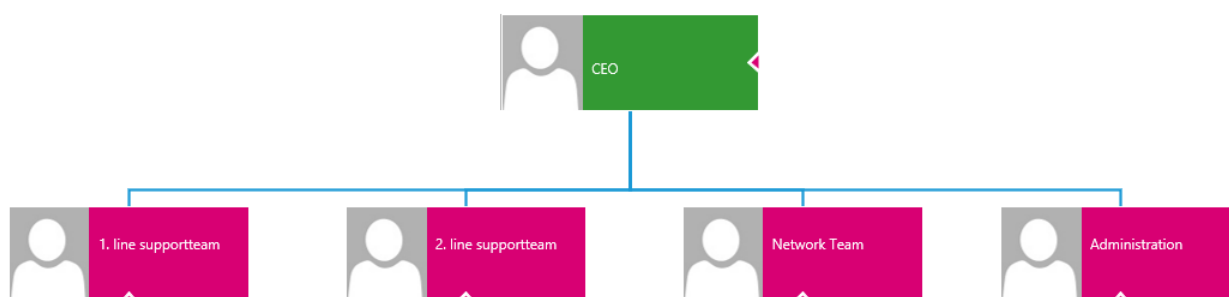 CEO
1. line supportteam
2. line supportteam
Network Team
Administration